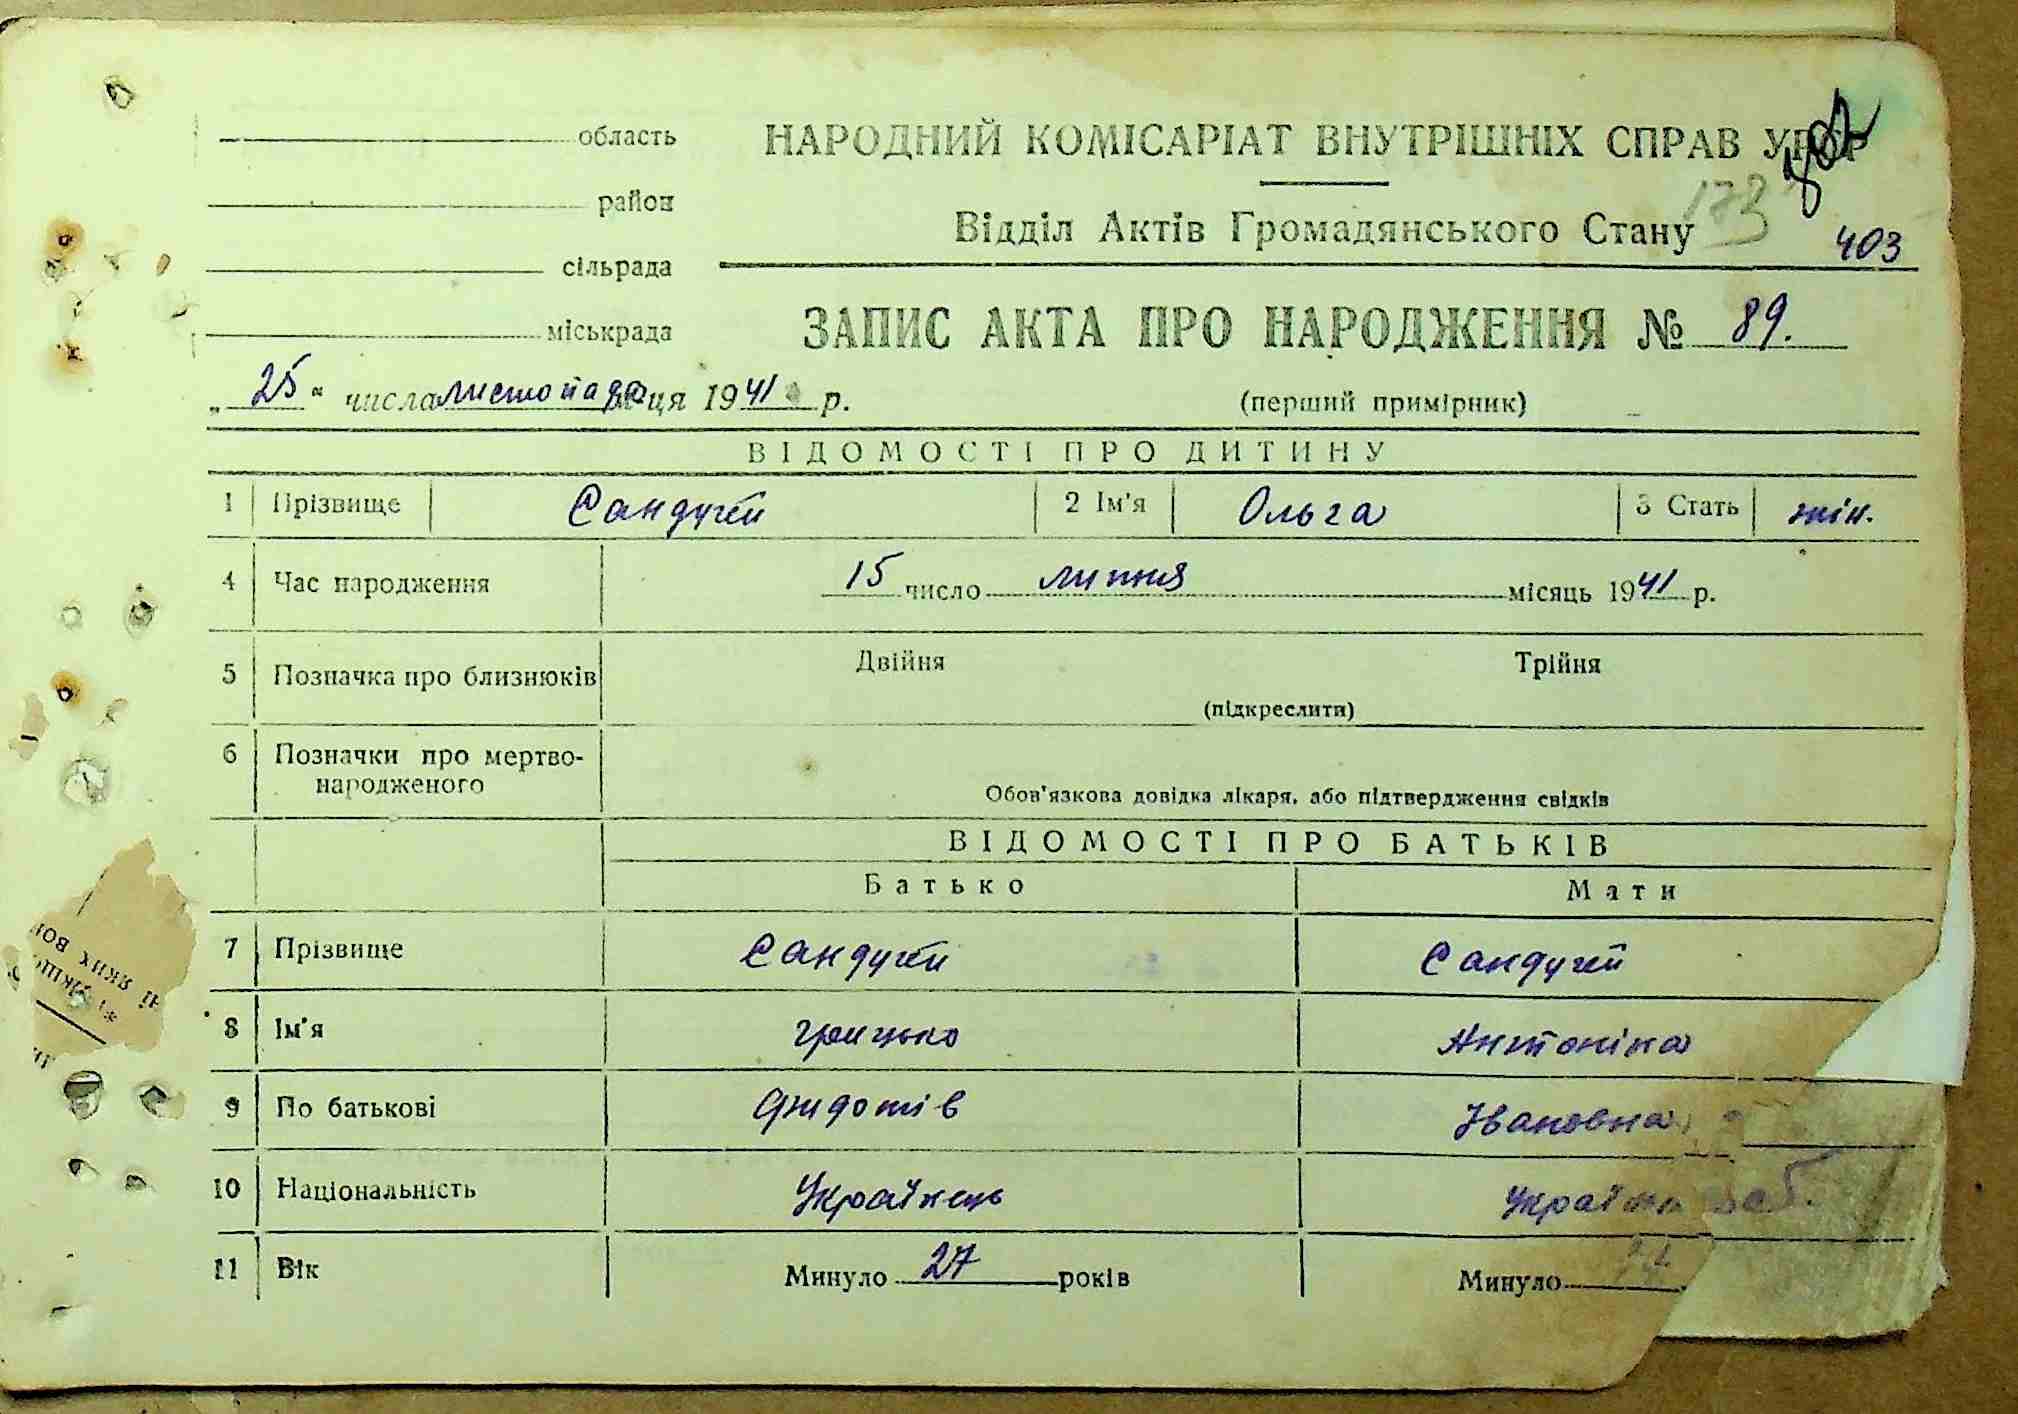 область
район
сільрада
міськрада
НАРОДНИЙ КОМІСАРІАТ ВНУТРІШНІХ СПРАВ УРСР
173
Відділ Актів Громадянського Стану
403
ЗАПИС АКТА ПРО НАРОДЖЕННЯ № 89.
„25“ числа листопада ця 1941 р.
(перший примірник)
ВІДОМОСТІ ПРО ДИТИНУ
1 Прізвище Сандугей 2 Ім'я Ольга 3 Стать жін.
4 Час народження 15 число липня місяць 1941 р.
5 Позначка про близнюків Двійня Трійня
(підкреслити)
6 Позначки про мертво-
народженого
Обов'язкова довідка лікаря, або підтвердження свідків
ВІДОМОСТІ ПРО БАТЬКІВ
Батько Мати
7 Прізвище Сандугей Сандугей
8 Ім'я Грицько Антоніна
9 По батькові Фидотів Івановна
10 Національність Українець Україн
11 Вік Минуло 27 років Минуло